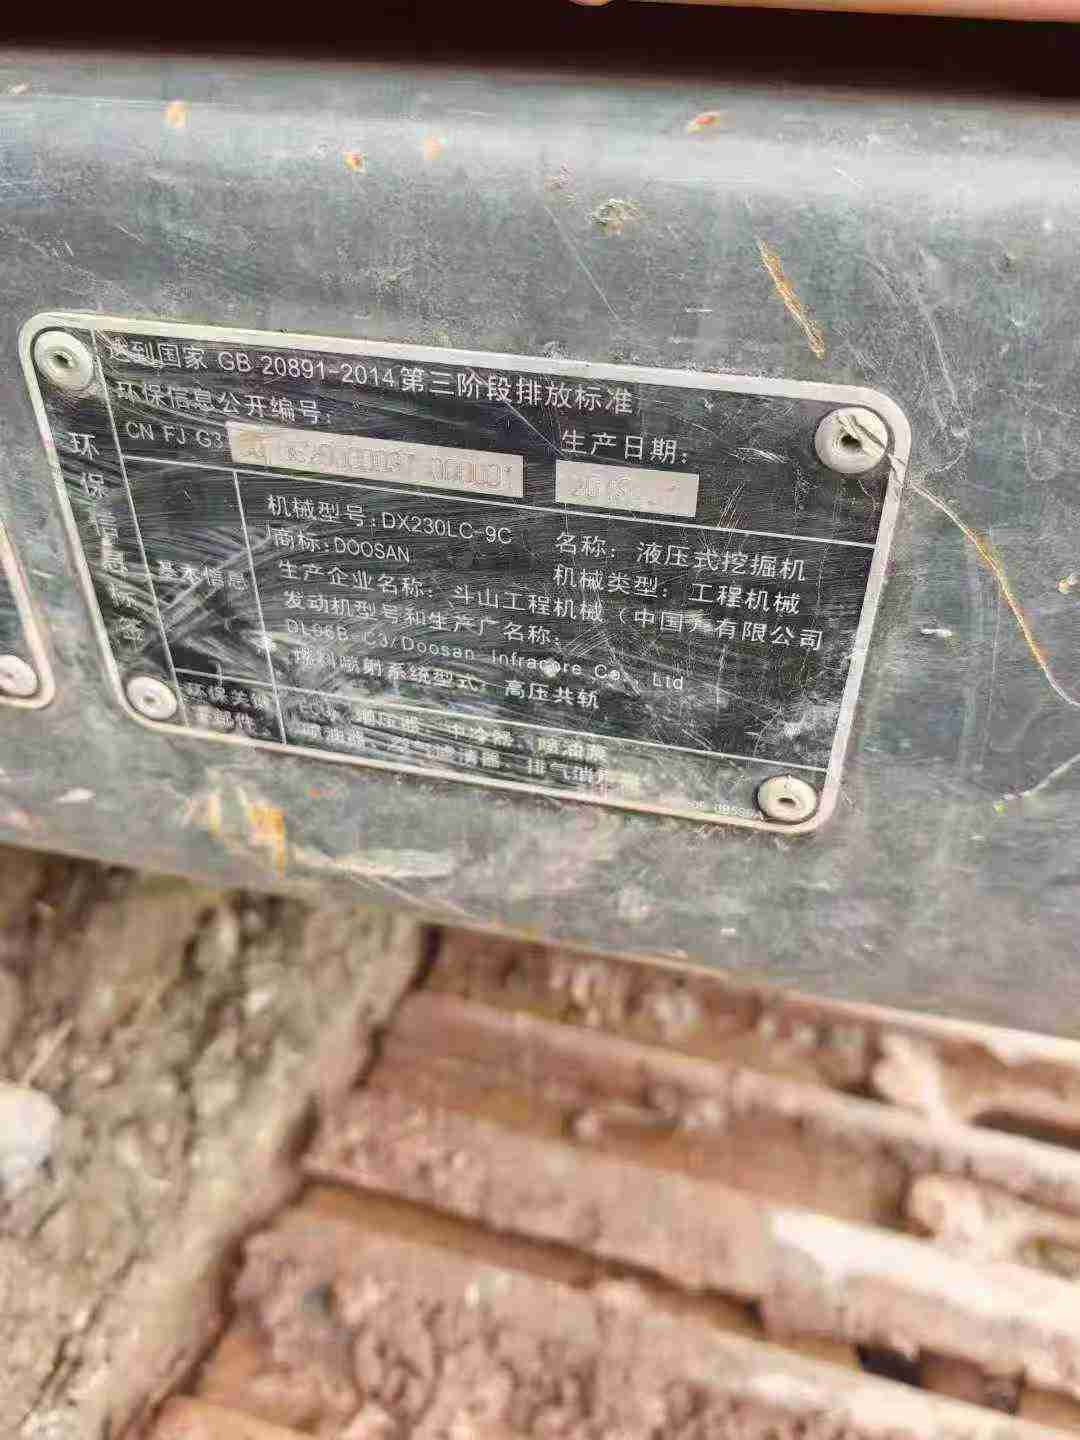 达到国家 GB 20891-2014第三阶段排放标准
环保信息公开编号:
CN FJ G3
生产日期:
环保信息标签
基本信息
机械型号:DX230LC-9C
名称: 液压式挖掘机
商标:DOOSAN
机械类型: 工程机械
生产企业名称: 斗山工程机械 (中国) 有限公司
发动机型号和生产厂名称:
DL06B-C3/Doosan Infracore Co., Ltd
燃料喷射系统型式: 高压共轨
环保关键
零部件
增压器、中冷器、喷油泵
喷油器、空气滤清器、排气消声器